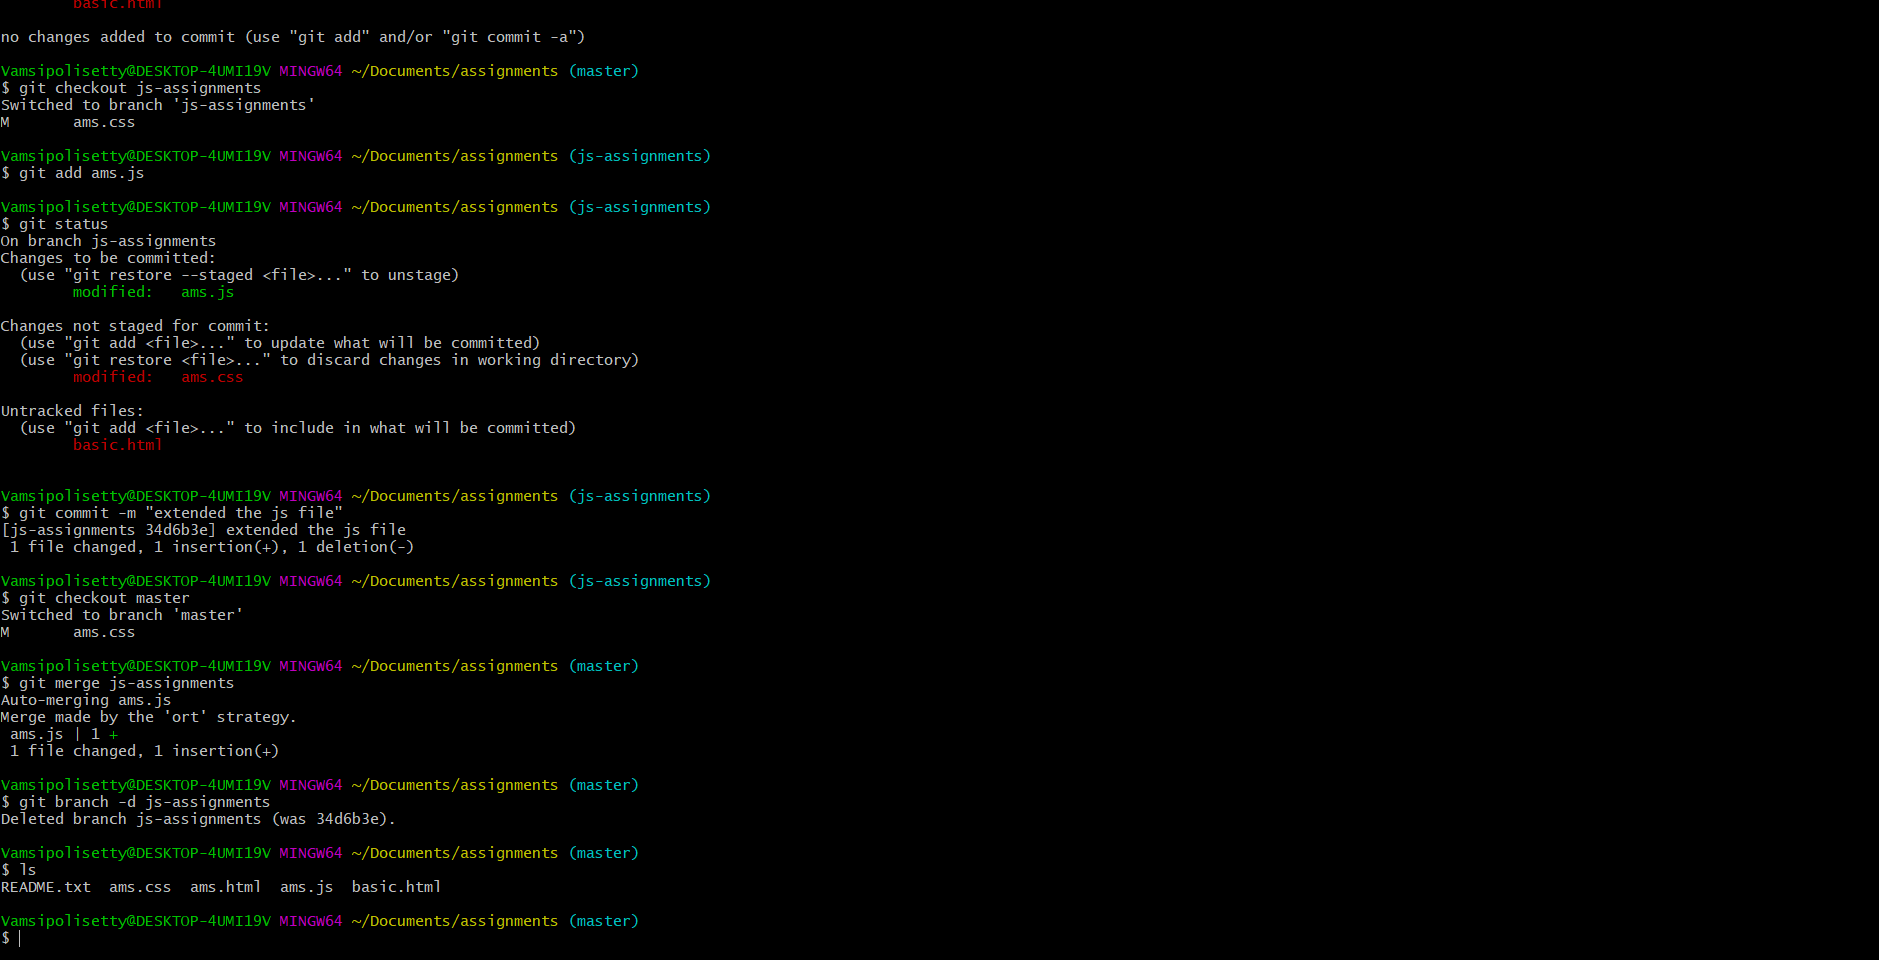 basic.html
no changes added to commit (use "git add" and/or "git commit -a")
Vamsipolisetty@DESKTOP-4UMI19V MINGW64 ~/Documents/assignments (master)
$ git checkout js-assignments
Switched to branch 'js-assignments'
M       ams.css
Vamsipolisetty@DESKTOP-4UMI19V MINGW64 ~/Documents/assignments (js-assignments)
$ git add ams.js
Vamsipolisetty@DESKTOP-4UMI19V MINGW64 ~/Documents/assignments (js-assignments)
$ git status
On branch js-assignments
Changes to be committed:
  (use "git restore --staged <file>..." to unstage)
        modified:   ams.js
Changes not staged for commit:
  (use "git add <file>..." to update what will be committed)
  (use "git restore <file>..." to discard changes in working directory)
        modified:   ams.css
Untracked files:
  (use "git add <file>..." to include in what will be committed)
        basic.html
Vamsipolisetty@DESKTOP-4UMI19V MINGW64 ~/Documents/assignments (js-assignments)
$ git commit -m "extended the js file"
[js-assignments 34d6b3e] extended the js file
 1 file changed, 1 insertion(+), 1 deletion(-)
Vamsipolisetty@DESKTOP-4UMI19V MINGW64 ~/Documents/assignments (js-assignments)
$ git checkout master
Switched to branch 'master'
M       ams.css
Vamsipolisetty@DESKTOP-4UMI19V MINGW64 ~/Documents/assignments (master)
$ git merge js-assignments
Auto-merging ams.js
Merge made by the 'ort' strategy.
 ams.js | 1 +
 1 file changed, 1 insertion(+)
Vamsipolisetty@DESKTOP-4UMI19V MINGW64 ~/Documents/assignments (master)
$ git branch -d js-assignments
Deleted branch js-assignments (was 34d6b3e).
Vamsipolisetty@DESKTOP-4UMI19V MINGW64 ~/Documents/assignments (master)
$ ls
README.txt  ams.css  ams.html  ams.js  basic.html
Vamsipolisetty@DESKTOP-4UMI19V MINGW64 ~/Documents/assignments (master)
$